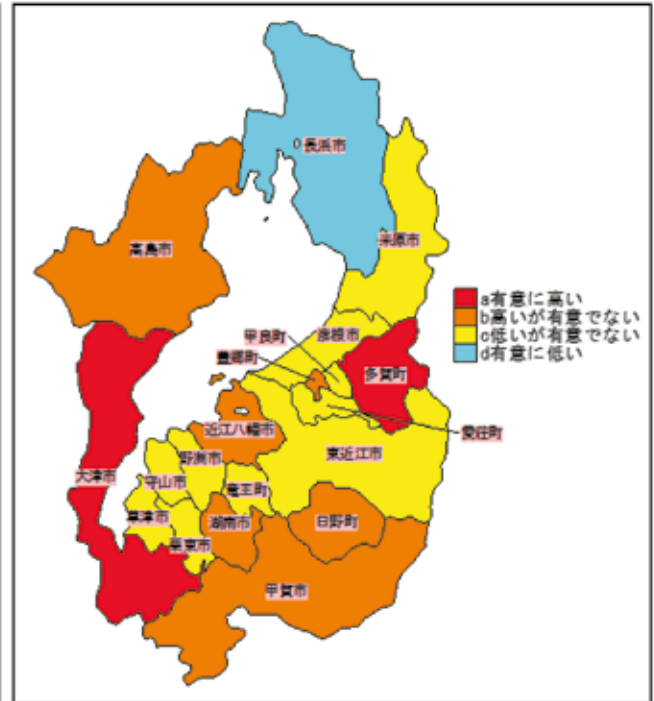 長浜市
米原市
高島市
a有意に高い
b高いが有意でない
c低いが有意でない
d有意に低い
甲良町
彦根市
豊郷町
多賀町
愛荘町
近江八幡市
東近江市
野洲市
大津市
守山市
竜王町
草津市
湖南市
日野町
栗東市
甲賀市